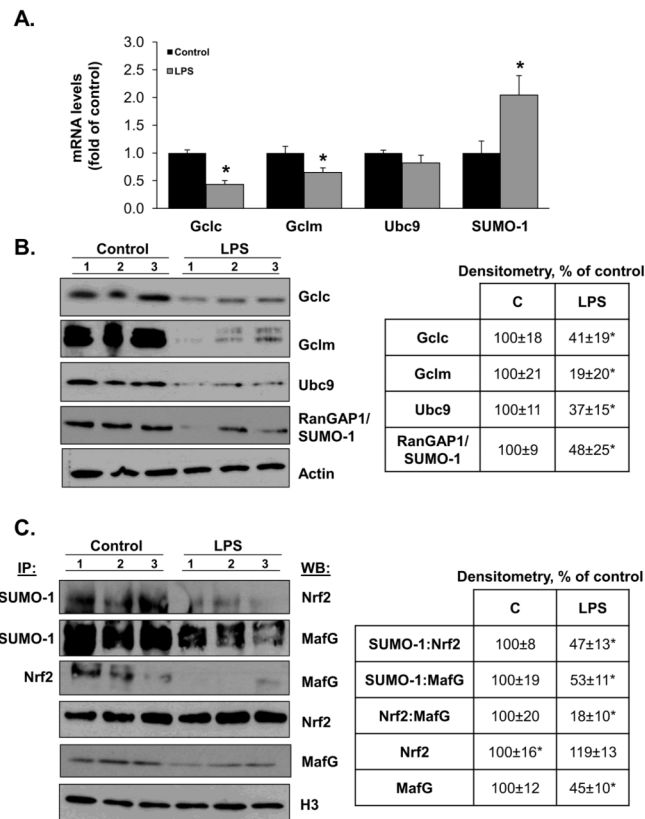 A.
mRNA levels
(fold of control)
3.0
2.5
2.0
1.5
1.0
0.5
0.0
Control
LPS
*
*
*
Gclc Gclm Ubc9 SUMO-1
B.
Control LPS
1 2 3 1 2 3
Gclc
Gclm
Ubc9
RanGAP1/
SUMO-1
Actin
Densitometry, % of control
C LPS
Gclc 100±18 41±19*
Gclm 100±21 19±20*
Ubc9 100±11 37±15*
RanGAP1/
SUMO-1 100±9 48±25*
C.
Control LPS
IP: 1 2 3 1 2 3 WB:
SUMO-1 Nrf2
SUMO-1 MafG
Nrf2 MafG
Nrf2
MafG
H3
Densitometry, % of control
C LPS
SUMO-1:Nrf2 100±8 47±13*
SUMO-1:MafG 100±19 53±11*
Nrf2:MafG 100±20 18±10*
Nrf2 100±16* 119±13
MafG 100±12 45±10*